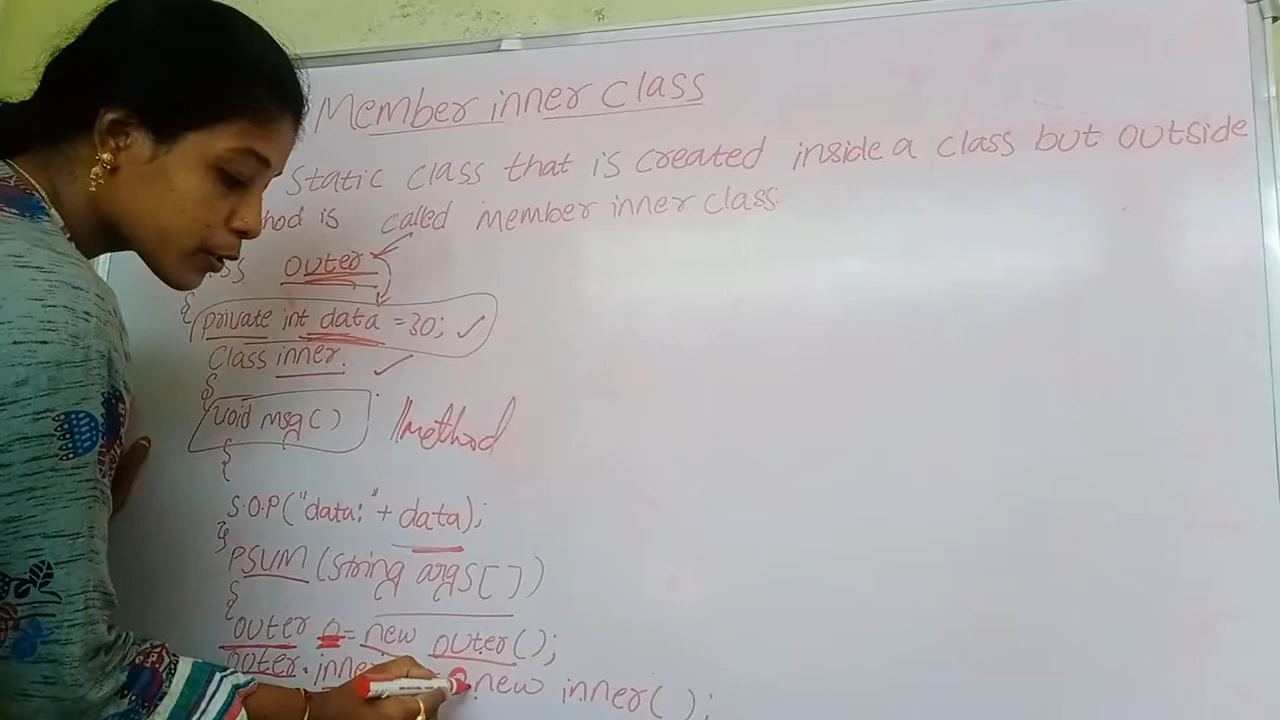 Member inner class
Static class that is created inside a class but outside
is called member inner class.
outer
{ private int data = 30;
Class inner.
{
void msg() //method
{
S.O.P("data:" + data);
}
PSVM (String args[])
{
outer o = new outer();
outer. new inner();